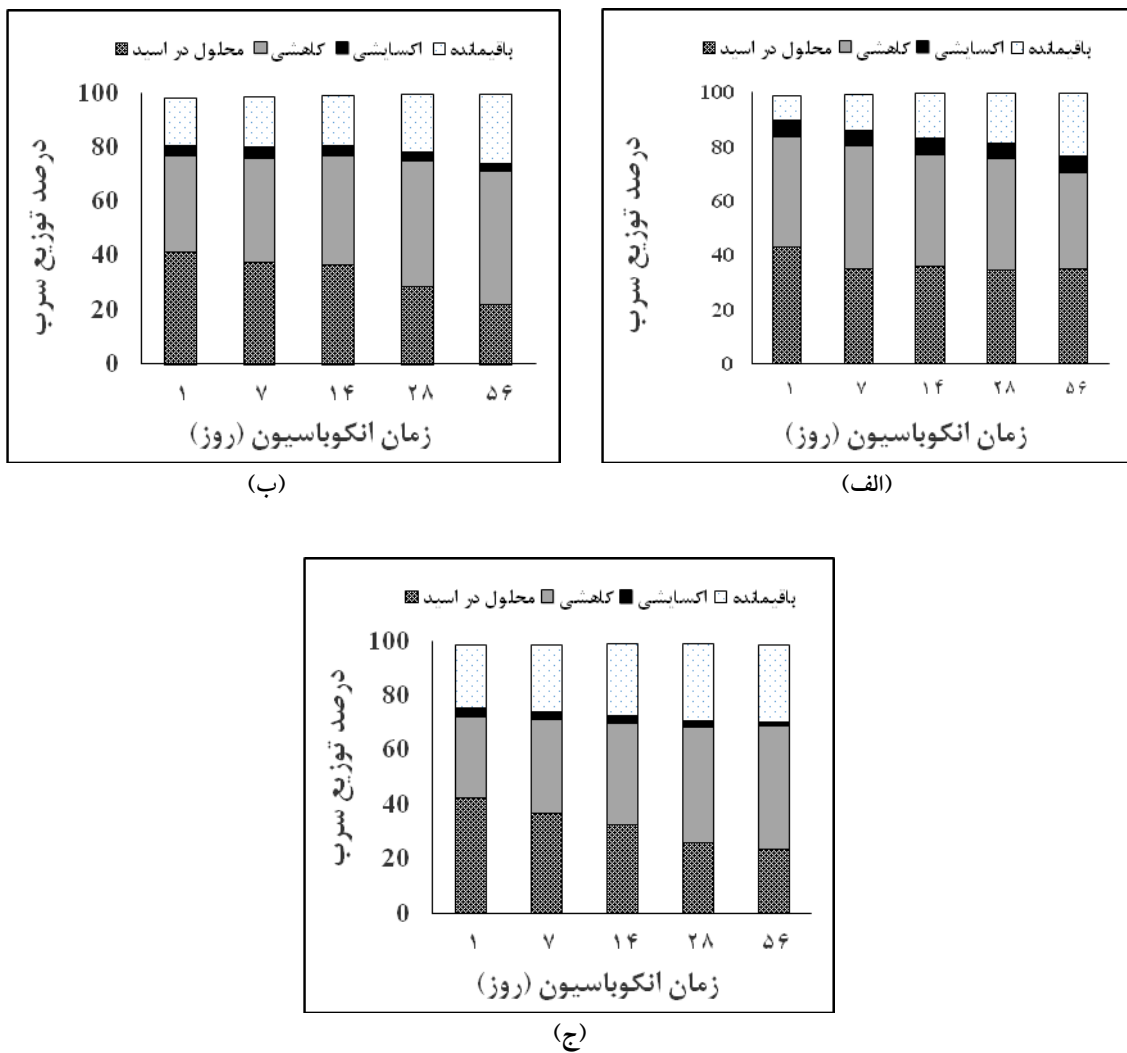 باقیمانده اکسایشی کاهشی محلول در اسید
درصد توزیع سرب
100
80
60
40
20
0
۱ ۷ ۱۴ ۲۸ ۵۶
زمان انکوباسیون (روز)
(الف)
باقیمانده اکسایشی کاهشی محلول در اسید
درصد توزیع سرب
100
80
60
40
20
0
۱ ۷ ۱۴ ۲۸ ۵۶
زمان انکوباسیون (روز)
(ب)
باقیمانده اکسایشی کاهشی محلول در اسید
درصد توزیع سرب
100
80
60
40
20
0
۱ ۷ ۱۴ ۲۸ ۵۶
زمان انکوباسیون (روز)
(ج)